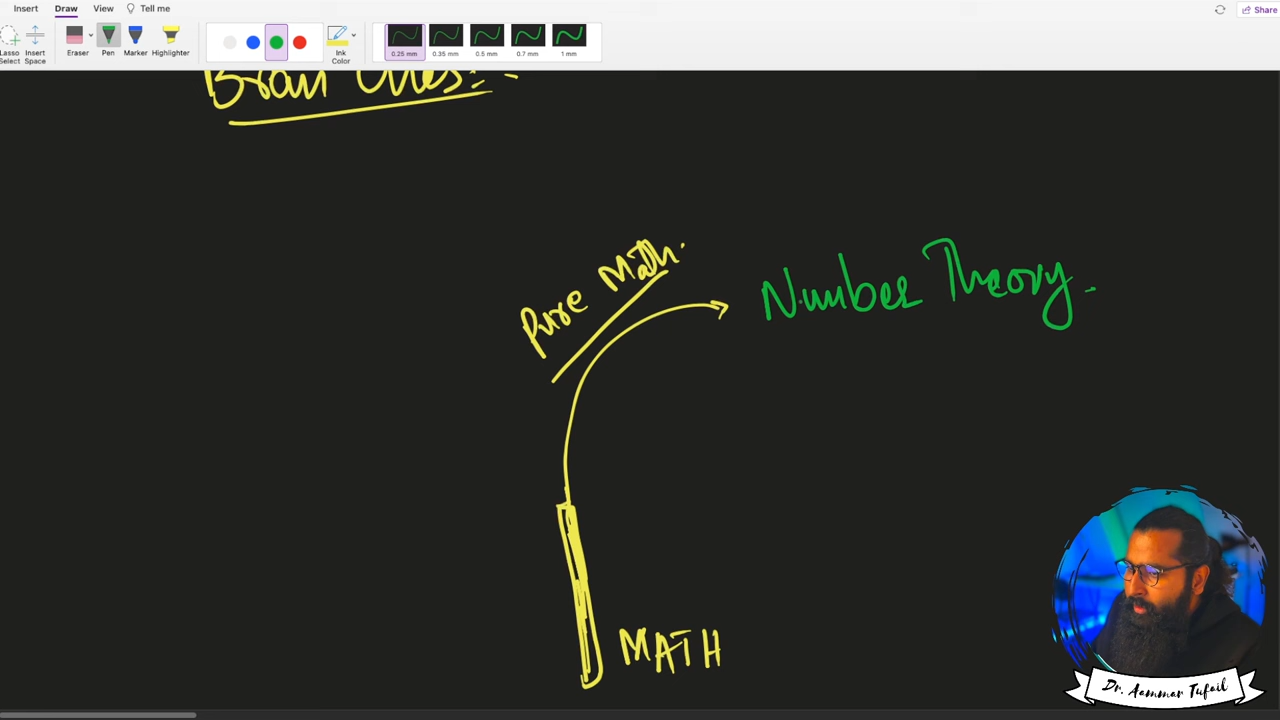 Insert Draw View Tell me
Share
Lasso Select
Insert Space
Eraser
Pen
Marker
Highlighter
Ink Color
0.25 mm
0.35 mm
0.5 mm
0.7 mm
1 mm
Pure Math.
Number Theory.
MATH
Dr. Aammar Tufail